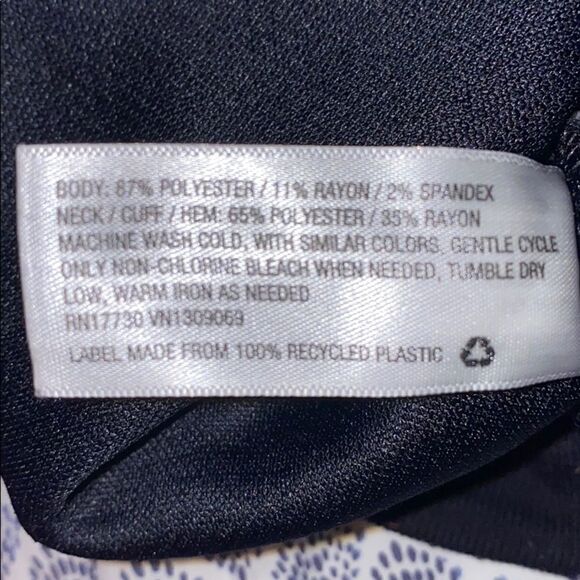 BODY: 87% POLYESTER / 11% RAYON / 2% SPANDEX
NECK / CUFF / HEM: 65% POLYESTER / 35% RAYON
MACHINE WASH COLD, WITH SIMILAR COLORS, GENTLE CYCLE
ONLY NON-CHLORINE BLEACH WHEN NEEDED, TUMBLE DRY
LOW, WARM IRON AS NEEDED
RN17730 VN1309069
LABEL MADE FROM 100% RECYCLED PLASTIC